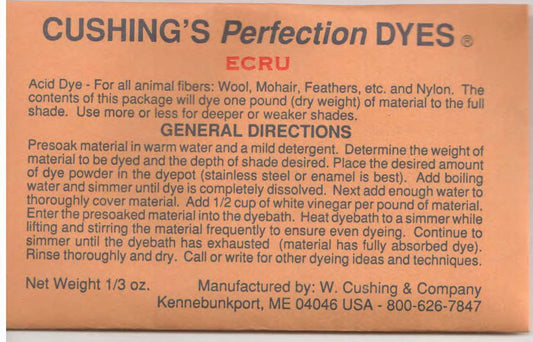 CUSHING'S Perfection DYES ®
ECRU
Acid Dye - For all animal fibers: Wool, Mohair, Feathers, etc. and Nylon. The
contents of this package will dye one pound (dry weight) of material to the full
shade. Use more or less for deeper or weaker shades.
GENERAL DIRECTIONS
Presoak material in warm water and a mild detergent. Determine the weight of
material to be dyed and the depth of shade desired. Place the desired amount
of dye powder in the dyepot (stainless steel or enamel is best). Add boiling
water and simmer until dye is completely dissolved. Next add enough water to
thoroughly cover material. Add 1/2 cup of white vinegar per pound of material.
Enter the presoaked material into the dyebath. Heat dyebath to a simmer while
lifting and stirring the material frequently to ensure even dyeing. Continue to
simmer until the dyebath has exhausted (material has fully absorbed dye).
Rinse thoroughly and dry. Call or write for other dyeing ideas and techniques.
Net Weight 1/3 oz. Manufactured by: W. Cushing & Company
Kennebunkport, ME 04046 USA - 800-626-7847